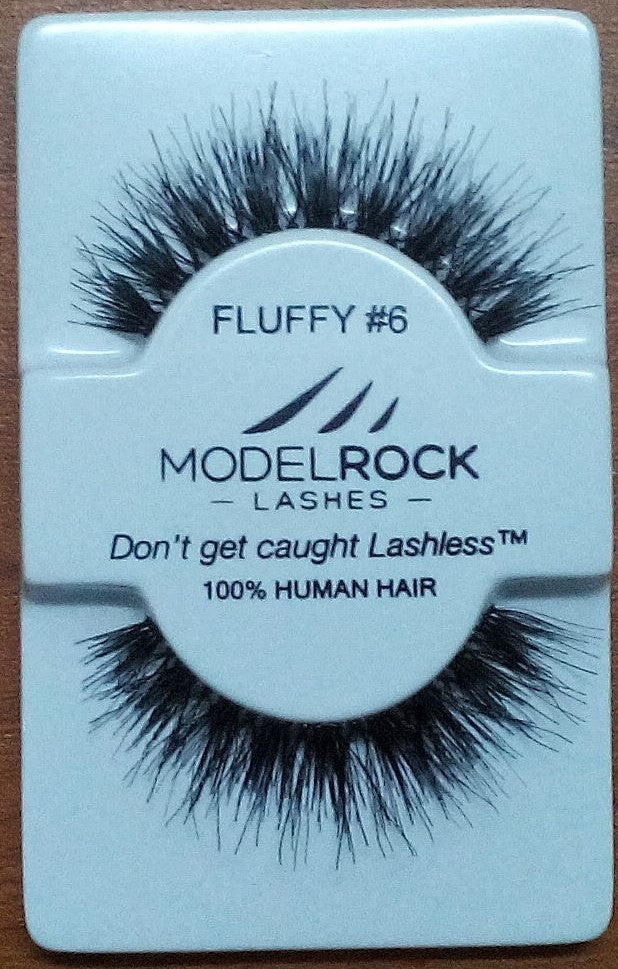 FLUFFY #6
MODELROCK
— LASHES —
Don't get caught Lashless™
100% HUMAN HAIR